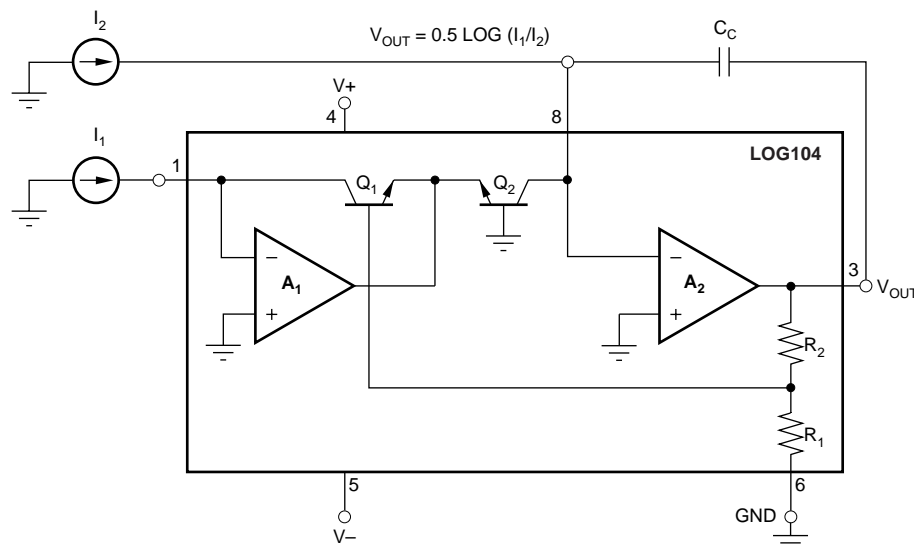 I2
VOUT = 0.5 LOG (I1/I2)
CC
V+
4
8
I1
1
LOG104
Q1
Q2
–
A1
+
–
A2
+
3
VOUT
R2
R1
5
6
V–
GND